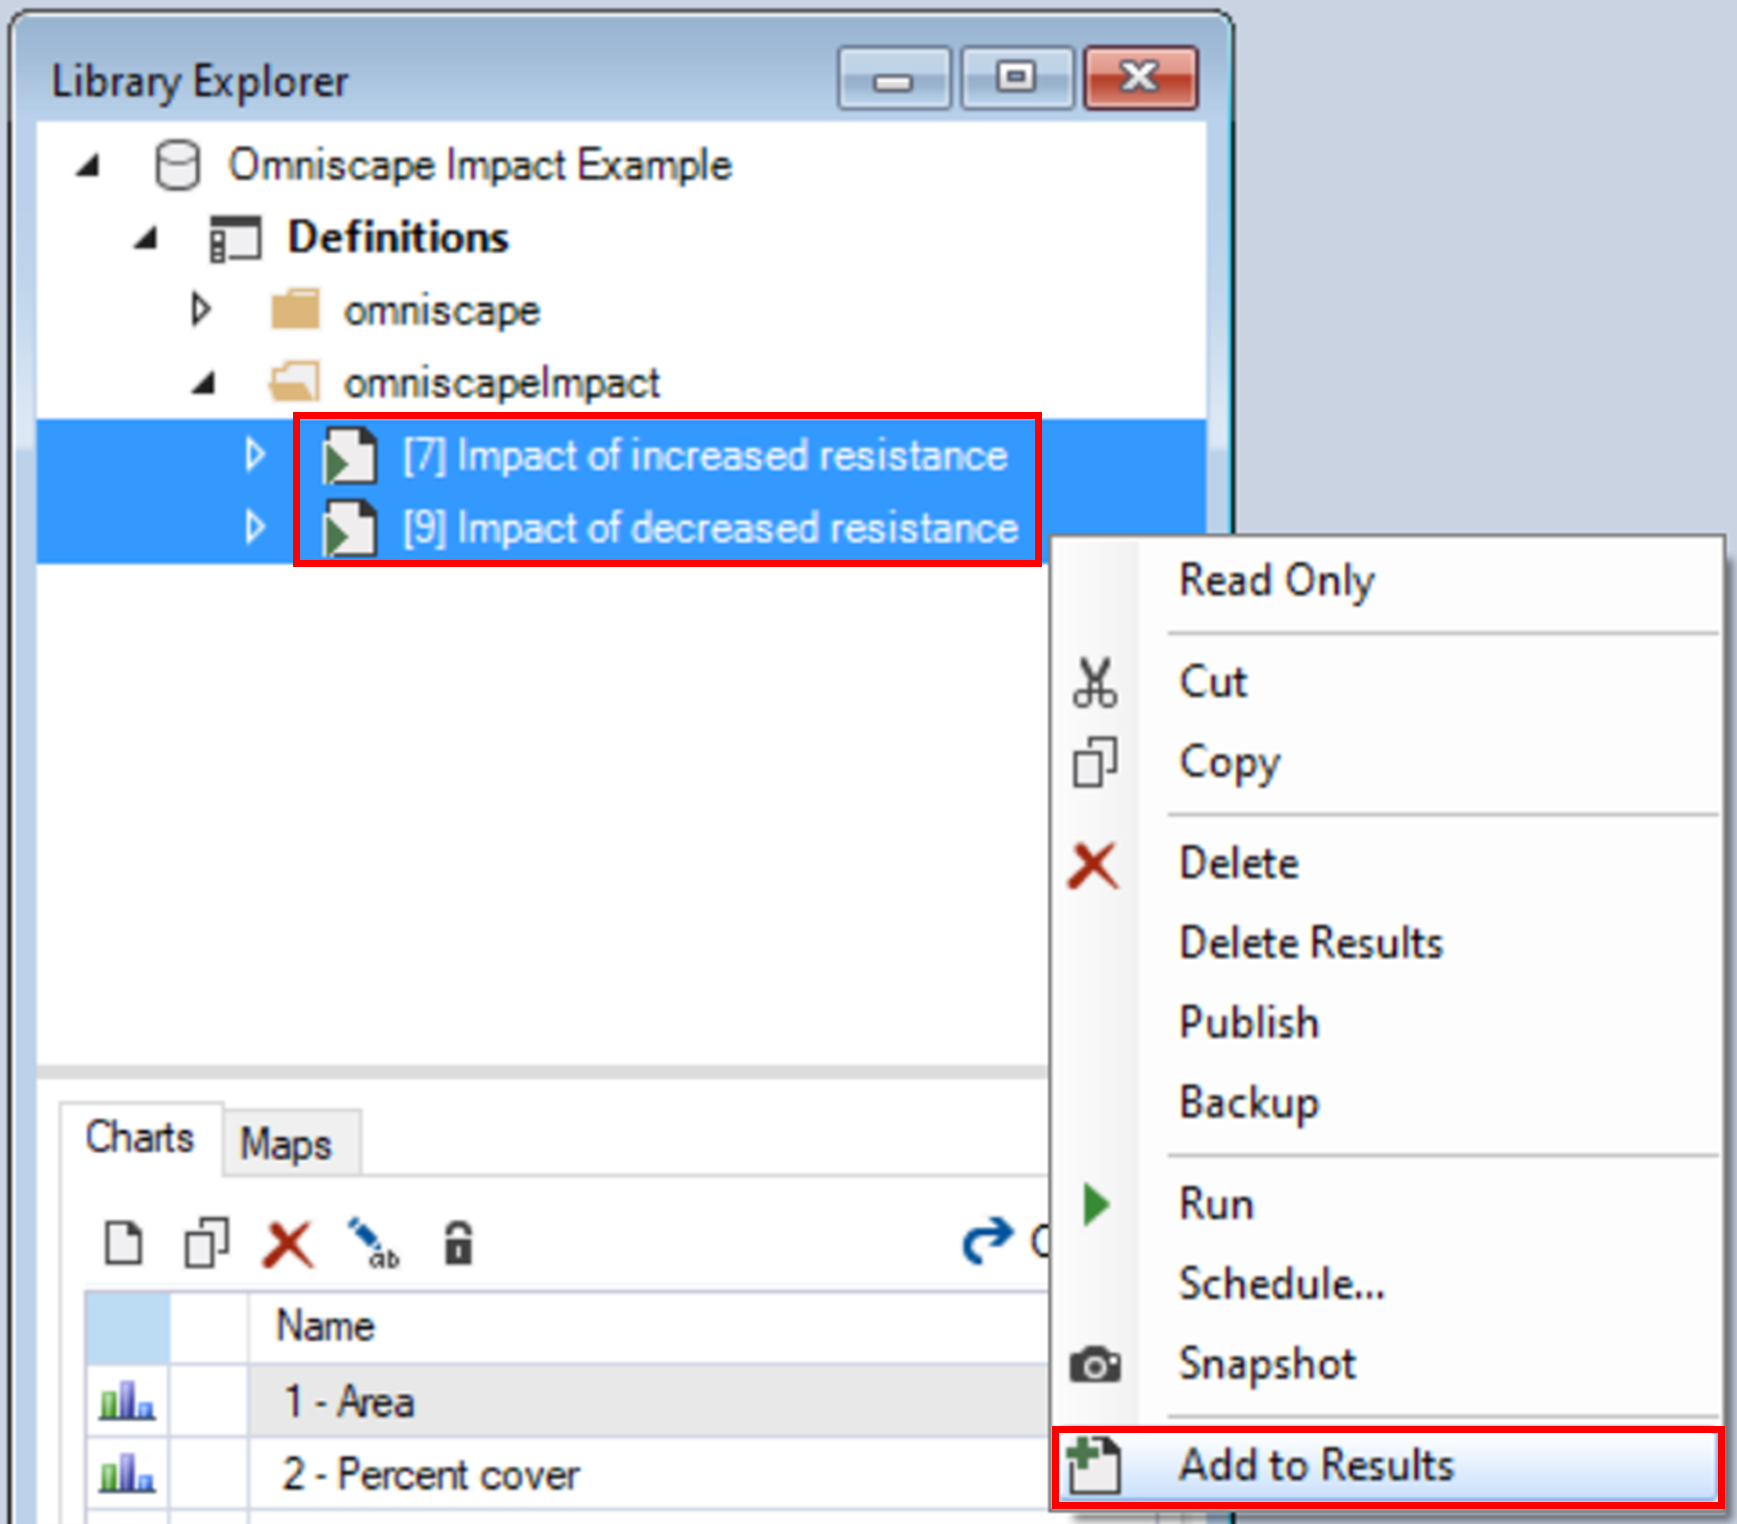 Library Explorer
Omniscape Impact Example
Definitions
omniscape
omniscapeImpact
[7] Impact of increased resistance
[9] Impact of decreased resistance
Read Only
Cut
Copy
Delete
Delete Results
Publish
Backup
Run
Schedule...
Snapshot
Add to Results
Charts
Maps
ab
Name
1 - Area
2 - Percent cover